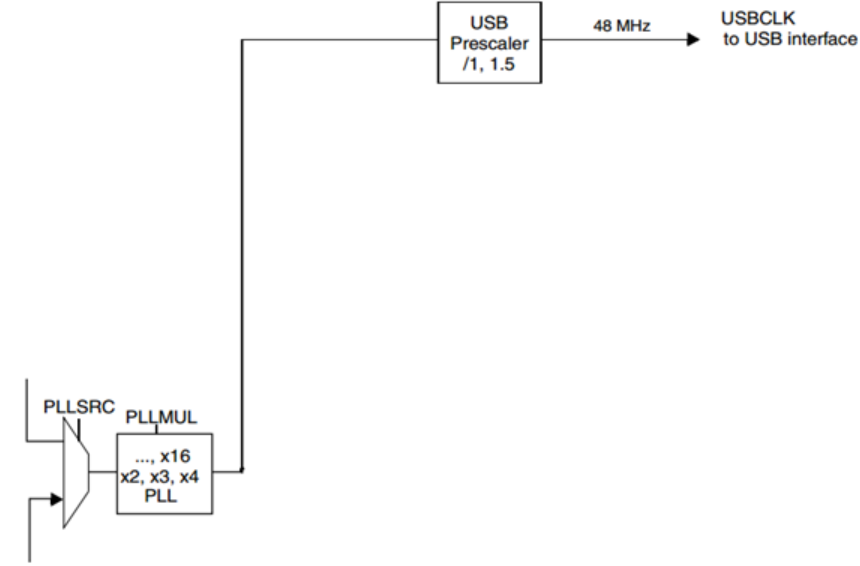 USB
Prescaler
/1, 1.5
48 MHz
USBCLK
to USB interface
PLLSRC
PLLMUL
..., x16
x2, x3, x4
PLL